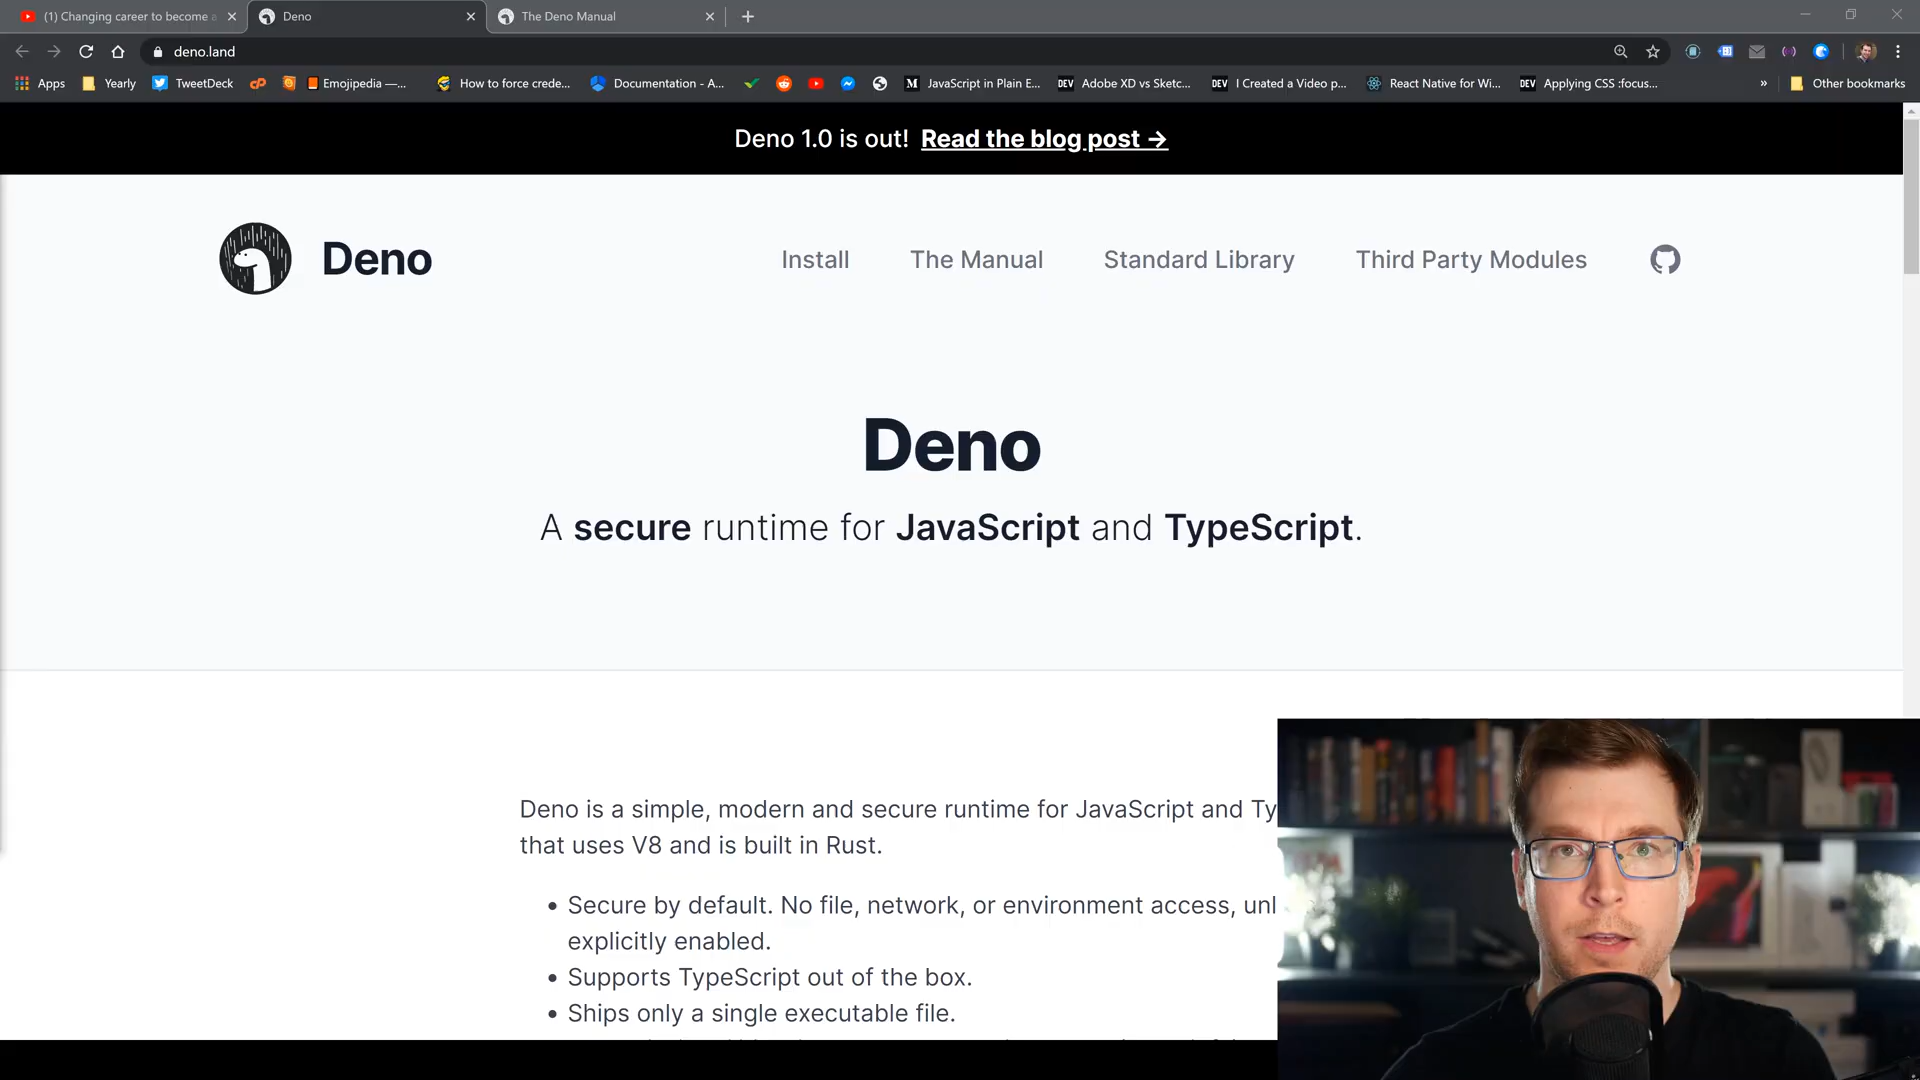 (1) Changing career to become a
Deno
The Deno Manual
deno.land
Apps
Yearly
TweetDeck
Emojipedia —...
How to force crede...
Documentation - A...
JavaScript in Plain E...
DEV
Adobe XD vs Sketc...
DEV
I Created a Video p...
React Native for Wi...
DEV
Applying CSS :focus...
»
Other bookmarks
Deno 1.0 is out! Read the blog post →
Deno
Install
The Manual
Standard Library
Third Party Modules
Deno
A secure runtime for JavaScript and TypeScript.
Deno is a simple, modern and secure runtime for JavaScript and Ty
that uses V8 and is built in Rust.
• Secure by default. No file, network, or environment access, unl
explicitly enabled.
• Supports TypeScript out of the box.
• Ships only a single executable file.